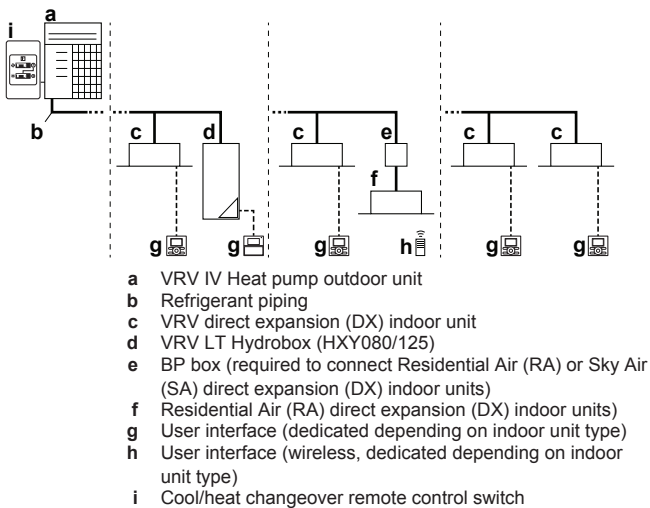 i
a
b
c
d
c
e
f
c
c
g
g
g
h
g
g
a VRV IV Heat pump outdoor unit
b Refrigerant piping
c VRV direct expansion (DX) indoor unit
d VRV LT Hydrobox (HXY080/125)
e BP box (required to connect Residential Air (RA) or Sky Air
(SA) direct expansion (DX) indoor units)
f Residential Air (RA) direct expansion (DX) indoor units)
g User interface (dedicated depending on indoor unit type)
h User interface (wireless, dedicated depending on indoor
unit type)
i Cool/heat changeover remote control switch